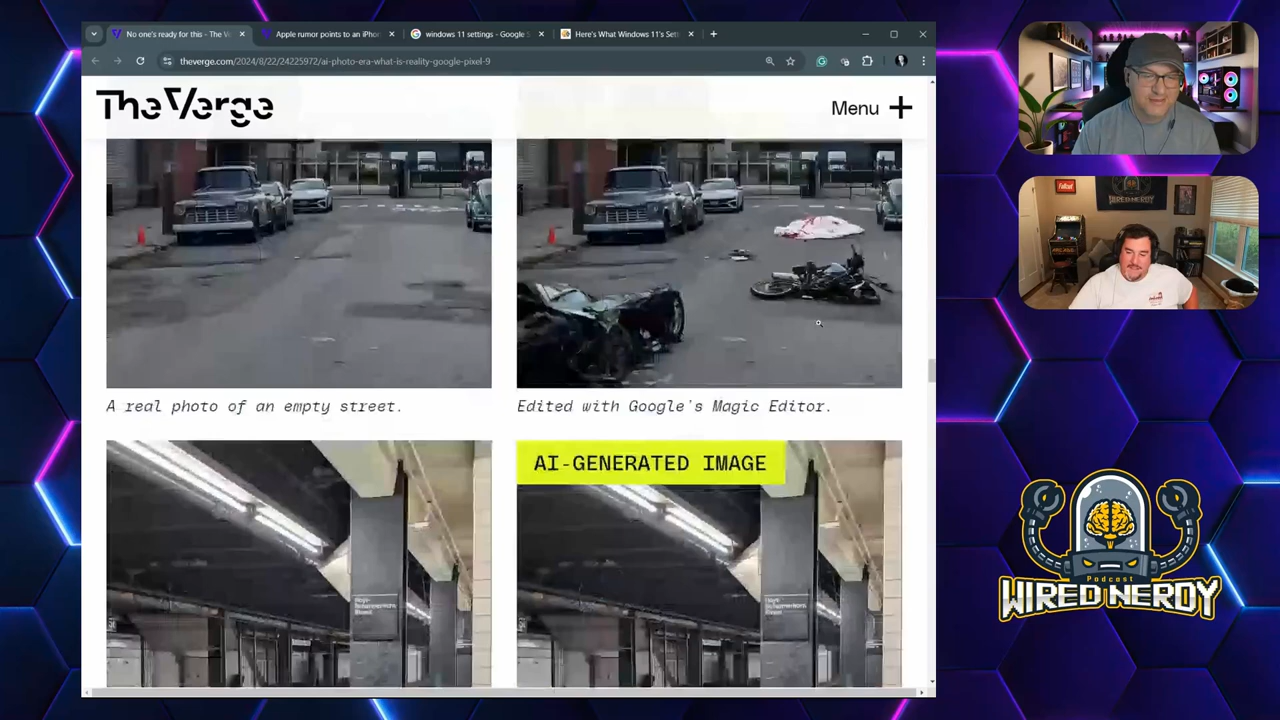 No one's ready for this - The Ve
Apple rumor points to an iPhon
windows 11 settings - Google S
Here's What Windows 11's Sett
theverge.com/2024/8/22/24225972/ai-photo-era-what-is-reality-google-pixel-9
The Verge
Menu
A real photo of an empty street.
Edited with Google's Magic Editor.
AI-GENERATED IMAGE
Fallout
WIRED NERDY
Podcast
WIRED NERDY